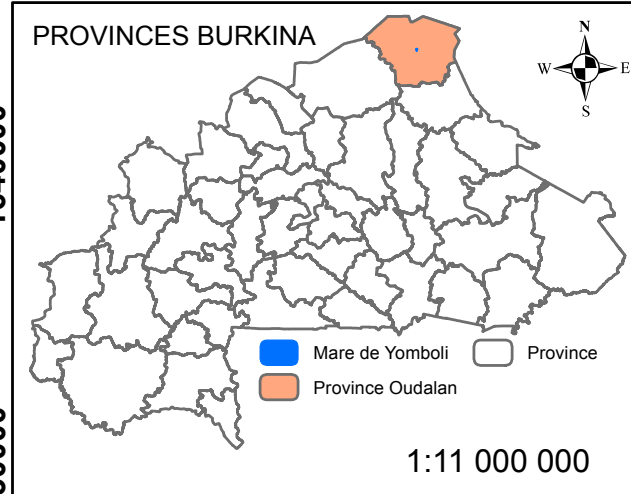 PROVINCES BURKINA
N
W E
S
Mare de Yomboli Province
Province Oudalan
1:11 000 000